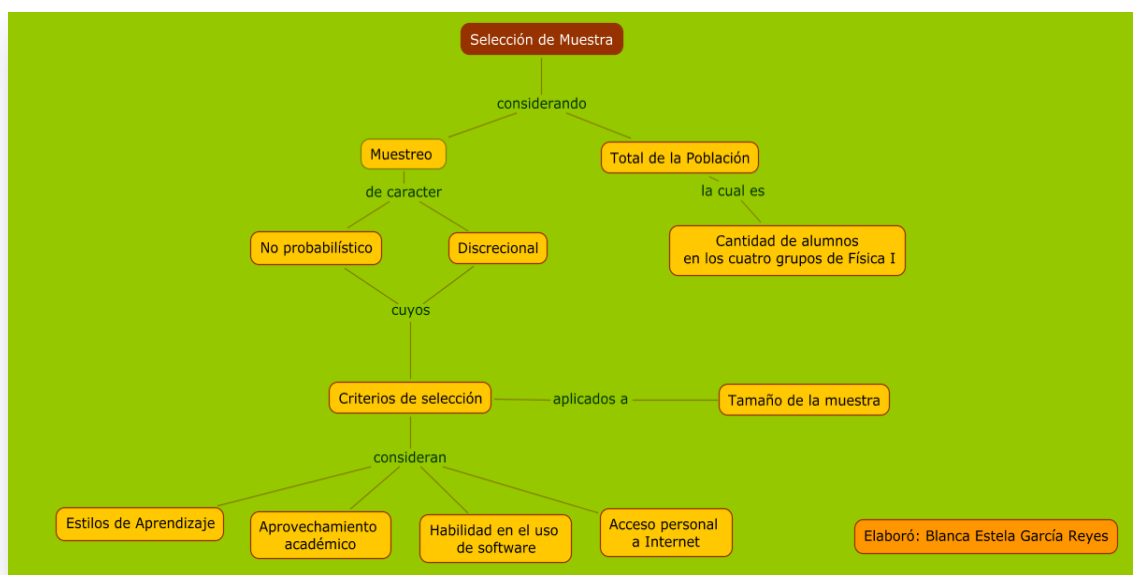 Selección de Muestra
considerando
Muestreo
Total de la Población
de caracter
la cual es
No probabilístico
Discrecional
Cantidad de alumnos
en los cuatro grupos de Física I
cuyos
Criterios de selección
aplicados a
Tamaño de la muestra
consideran
Estilos de Aprendizaje
Aprovechamiento
académico
Habilidad en el uso
de software
Acceso personal
a Internet
Elaboró: Blanca Estela García Reyes